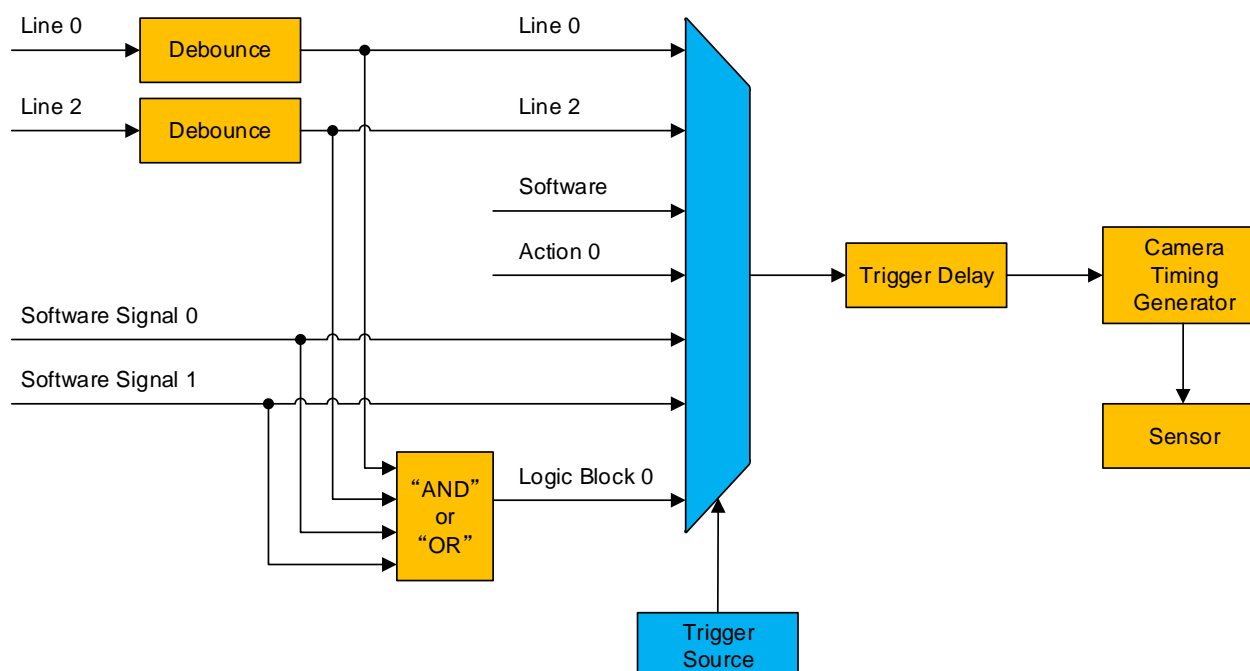 Line 0
Debounce
Line 0
Line 2
Debounce
Line 2
Software
Action 0
Trigger Delay
Camera
Timing
Generator
Software Signal 0
Software Signal 1
Sensor
“AND”
or
“OR”
Logic Block 0
Trigger
Source